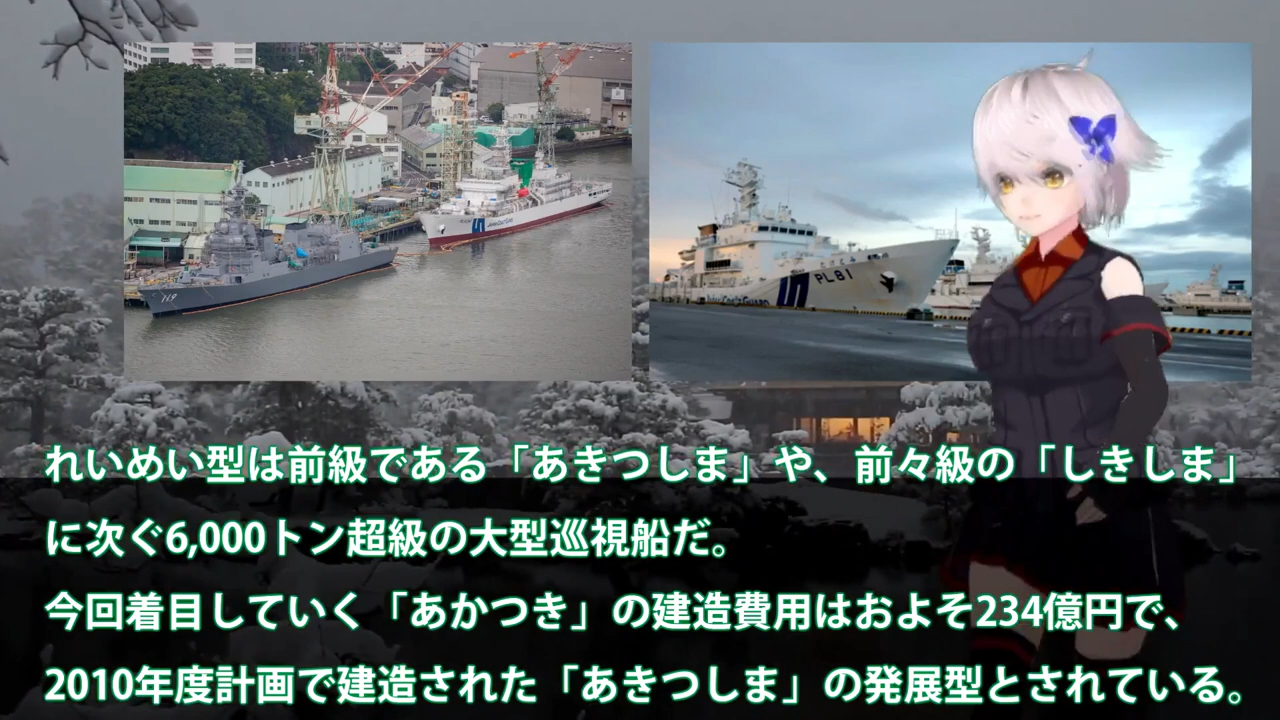 119
PL81
Japan Coast Guard
れいめい型は前級である「あきつしま」や、前々級の「しきしま」
に次ぐ6,000トン超級の大型巡視船だ。
今回着目していく「あかつき」の建造費用はおよそ234億円で、
2010年度計画で建造された「あきつしま」の発展型とされている。